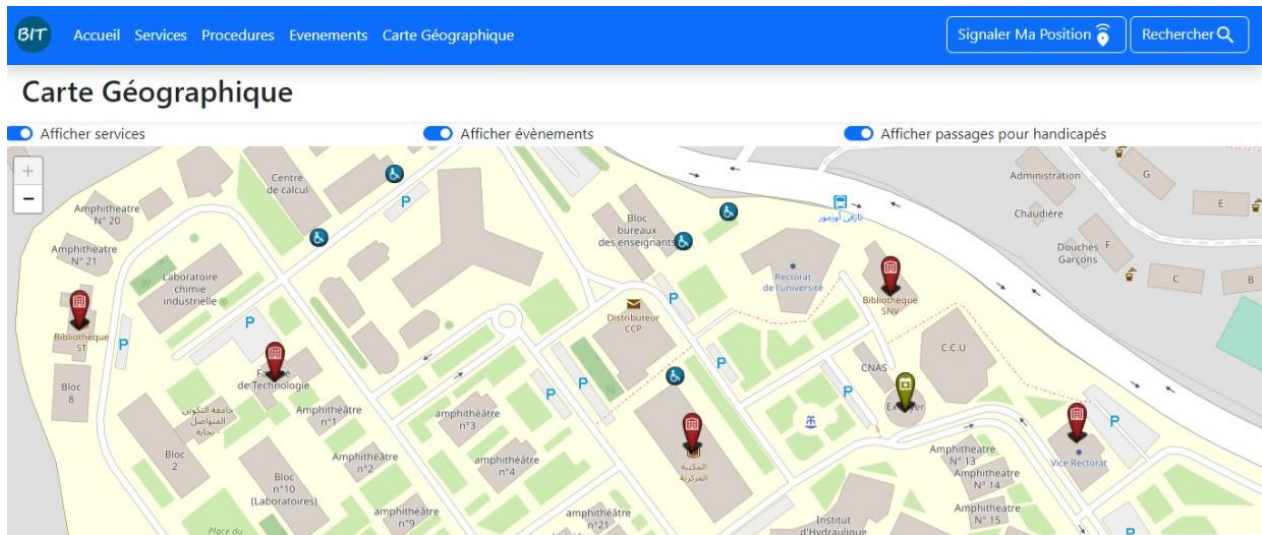 BIT
Accueil Services Procedures Evenements Carte Géographique
Signaler Ma Position
Rechercher
Carte Géographique
Afficher services
Afficher évènements
Afficher passages pour handicapés
+
−
Centre
de calcul
Amphitheatre
N° 20
Amphitheatre
N° 21
Laboratoire
chimie
industrielle
Bibliothèque
ST
Bloc
8
P
P
P
de Technologie
جامعة التكوين
المتواصل
- بجاية
Bloc
2
Bloc
n°10
(Laboratoires)
Place du
Amphithéâtre
n°1
Amphithéâtre
n°2
amphithéâtre
n°3
amphithéâtre
n°4
amphithéâtre
n°9
amphithéâtre
n°21
Bloc
bureaux
des enseignants
Distributeur
CCP
P
P
P
P
المكتبة
المركزية
Rectorat
de l'université
Bibliothèque
SNV
CNAS
C.C.U
P
Vice Rectorat
P
P
Amphitheatre
N° 13
Amphitheatre
N° 14
Amphitheatre
N° 15
Institut
d'Hydraulique
Administration
Chaudière
Douches
Garçons
F
G
E
C
B